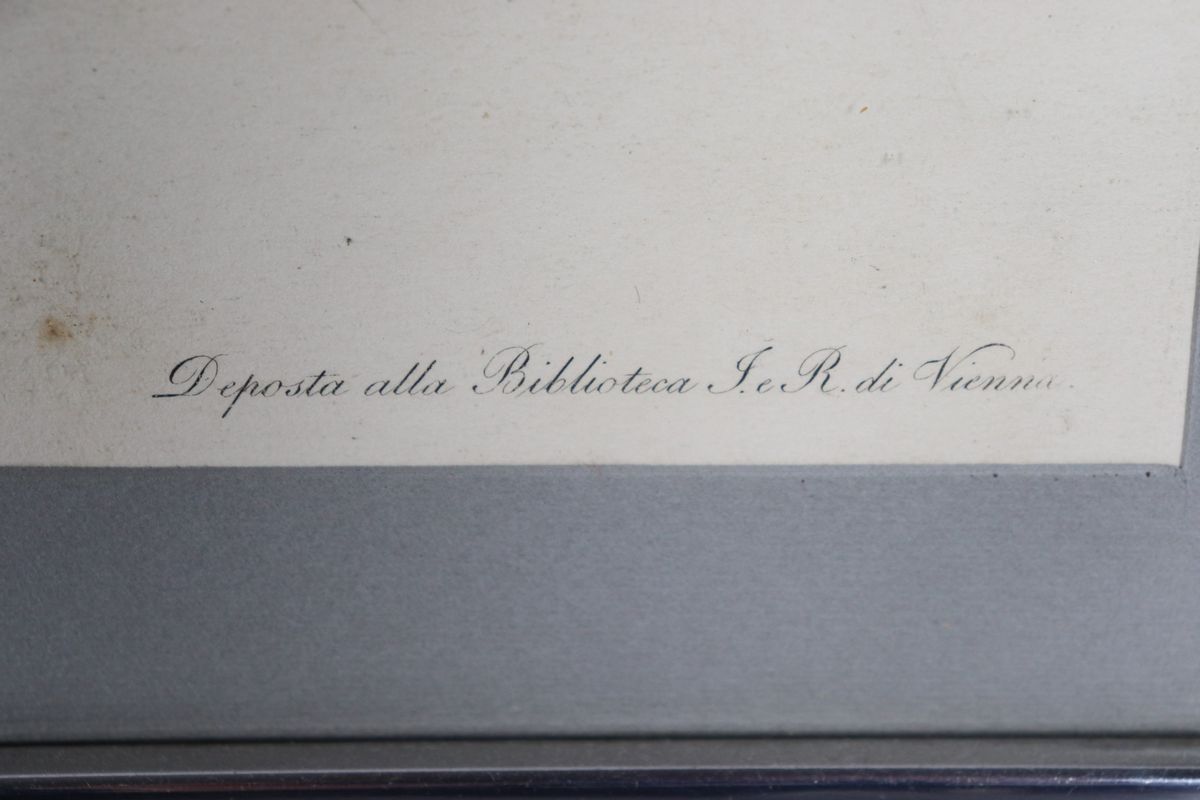 Deposta alla Biblioteca I. e R. di Vienna.